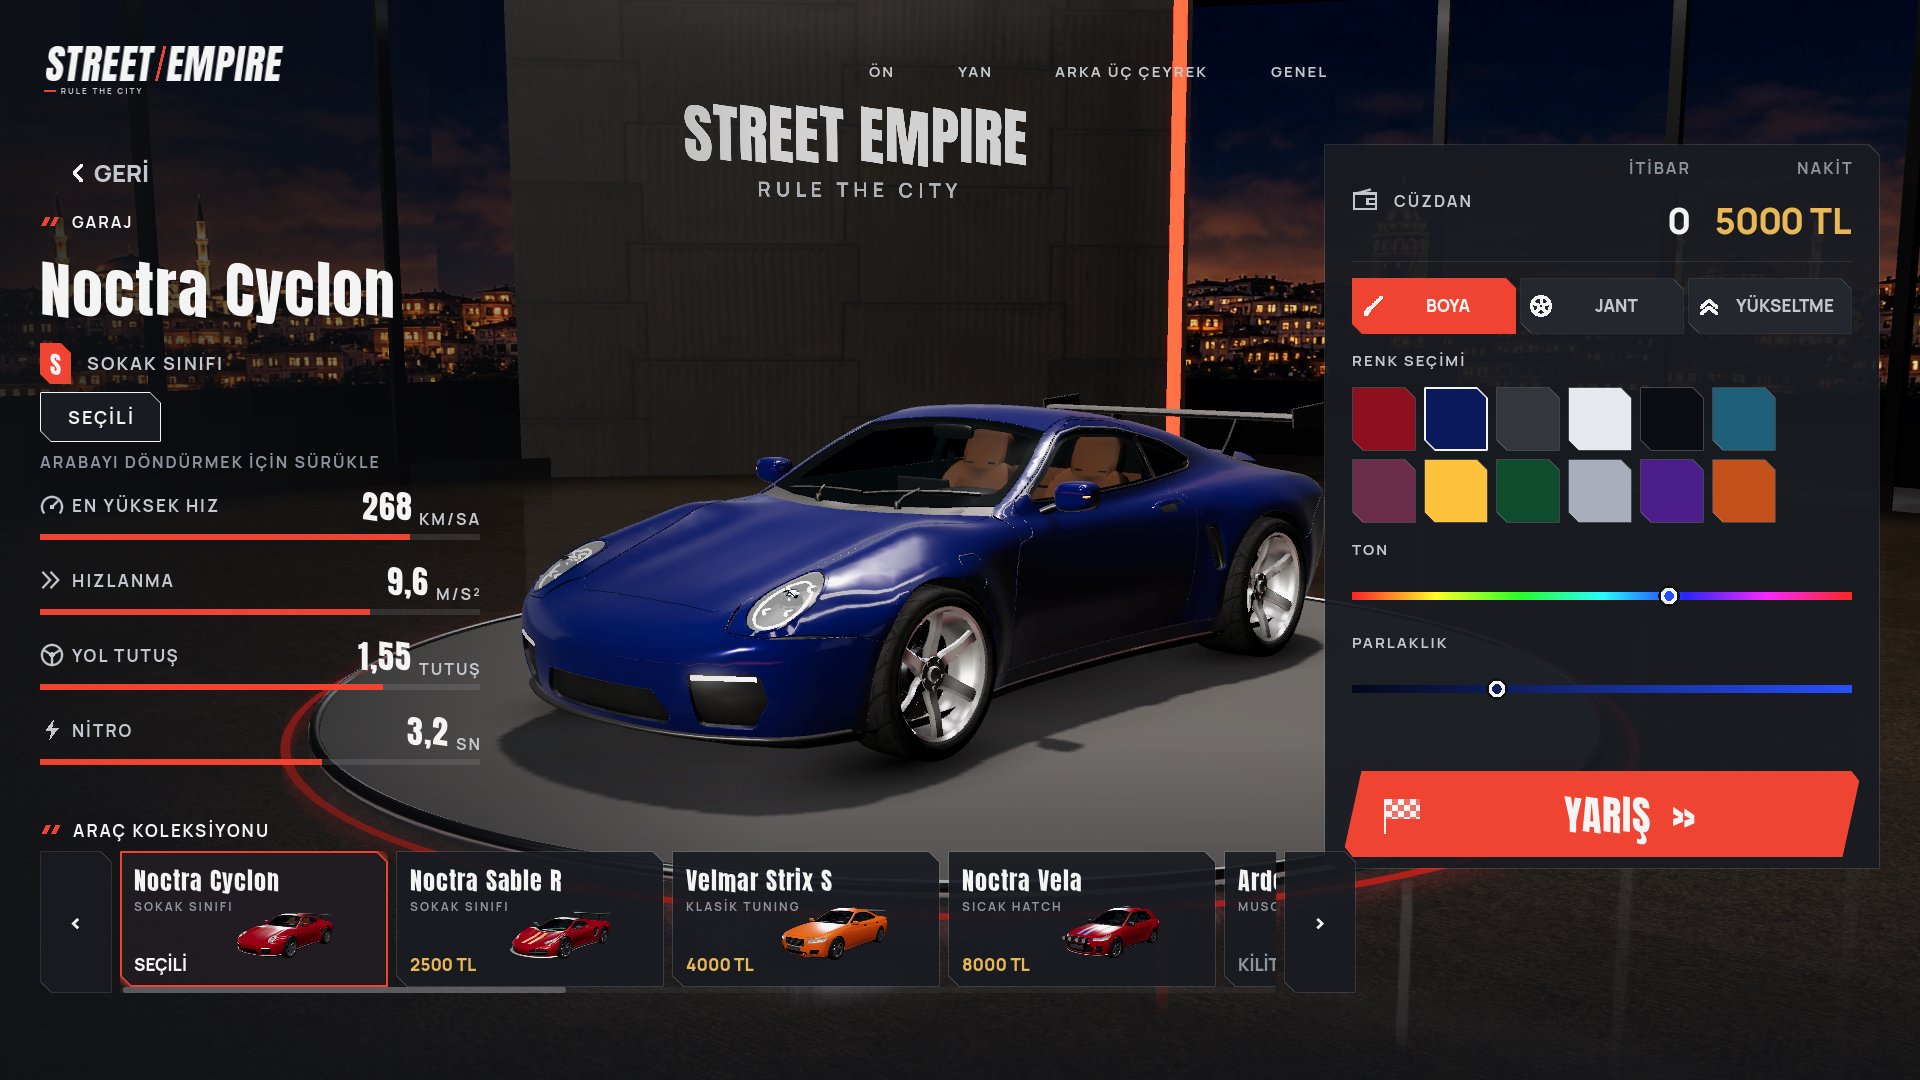 STREET/EMPIRE
RULE THE CITY
ÖN
YAN
ARKA ÜÇ ÇEYREK
GENEL
STREET EMPIRE
RULE THE CITY
GERİ
GARAJ
Noctra Cyclon
S SOKAK SINIFI
SEÇİLİ
ARABAYI DÖNDÜRMEK İÇİN SÜRÜKLE
EN YÜKSEK HIZ 268 KM/SA
HIZLANMA 9,6 M/S²
YOL TUTUŞ 1,55 TUTUŞ
NİTRO 3,2 SN
CÜZDAN
İTİBAR
0
NAKİT
5000 TL
BOYA
JANT
YÜKSELTME
RENK SEÇİMİ
TON
PARLAKLIK
YARIŞ
ARAÇ KOLEKSİYONU
Noctra Cyclon
SOKAK SINIFI
SEÇİLİ
Noctra Sable R
SOKAK SINIFI
2500 TL
Velmar Strix S
KLASİK TUNING
4000 TL
Noctra Vela
SICAK HATCH
8000 TL